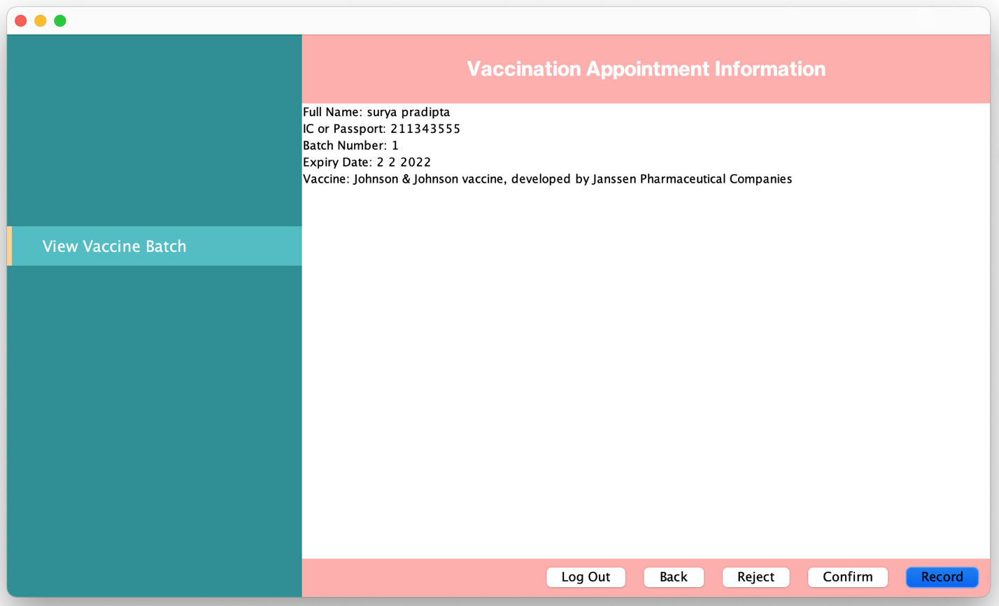 Vaccination Appointment Information
Full Name: surya pradipta
IC or Passport: 211343555
Batch Number: 1
Expiry Date: 2 2 2022
Vaccine: Johnson & Johnson vaccine, developed by Janssen Pharmaceutical Companies
View Vaccine Batch
Log Out
Back
Reject
Confirm
Record